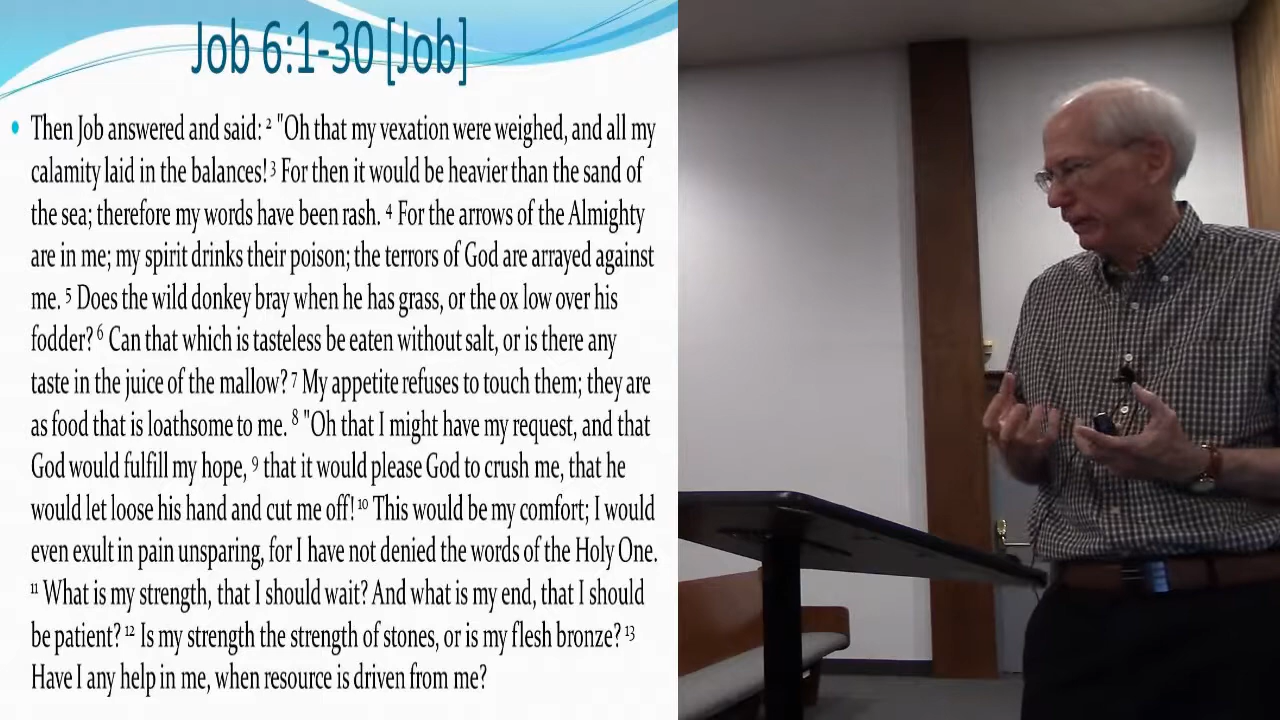 Job 6:1-30 [Job]
• Then Job answered and said: ² "Oh that my vexation were weighed, and all my
calamity laid in the balances! ³ For then it would be heavier than the sand of
the sea; therefore my words have been rash. ⁴ For the arrows of the Almighty
are in me; my spirit drinks their poison; the terrors of God are arrayed against
me. ⁵ Does the wild donkey bray when he has grass, or the ox low over his
fodder? ⁶ Can that which is tasteless be eaten without salt, or is there any
taste in the juice of the mallow? ⁷ My appetite refuses to touch them; they are
as food that is loathsome to me. ⁸ "Oh that I might have my request, and that
God would fulfill my hope, ⁹ that it would please God to crush me, that he
would let loose his hand and cut me off! ¹⁰ This would be my comfort; I would
even exult in pain unsparing, for I have not denied the words of the Holy One.
¹¹ What is my strength, that I should wait? And what is my end, that I should
be patient? ¹² Is my strength the strength of stones, or is my flesh bronze? ¹³
Have I any help in me, when resource is driven from me?